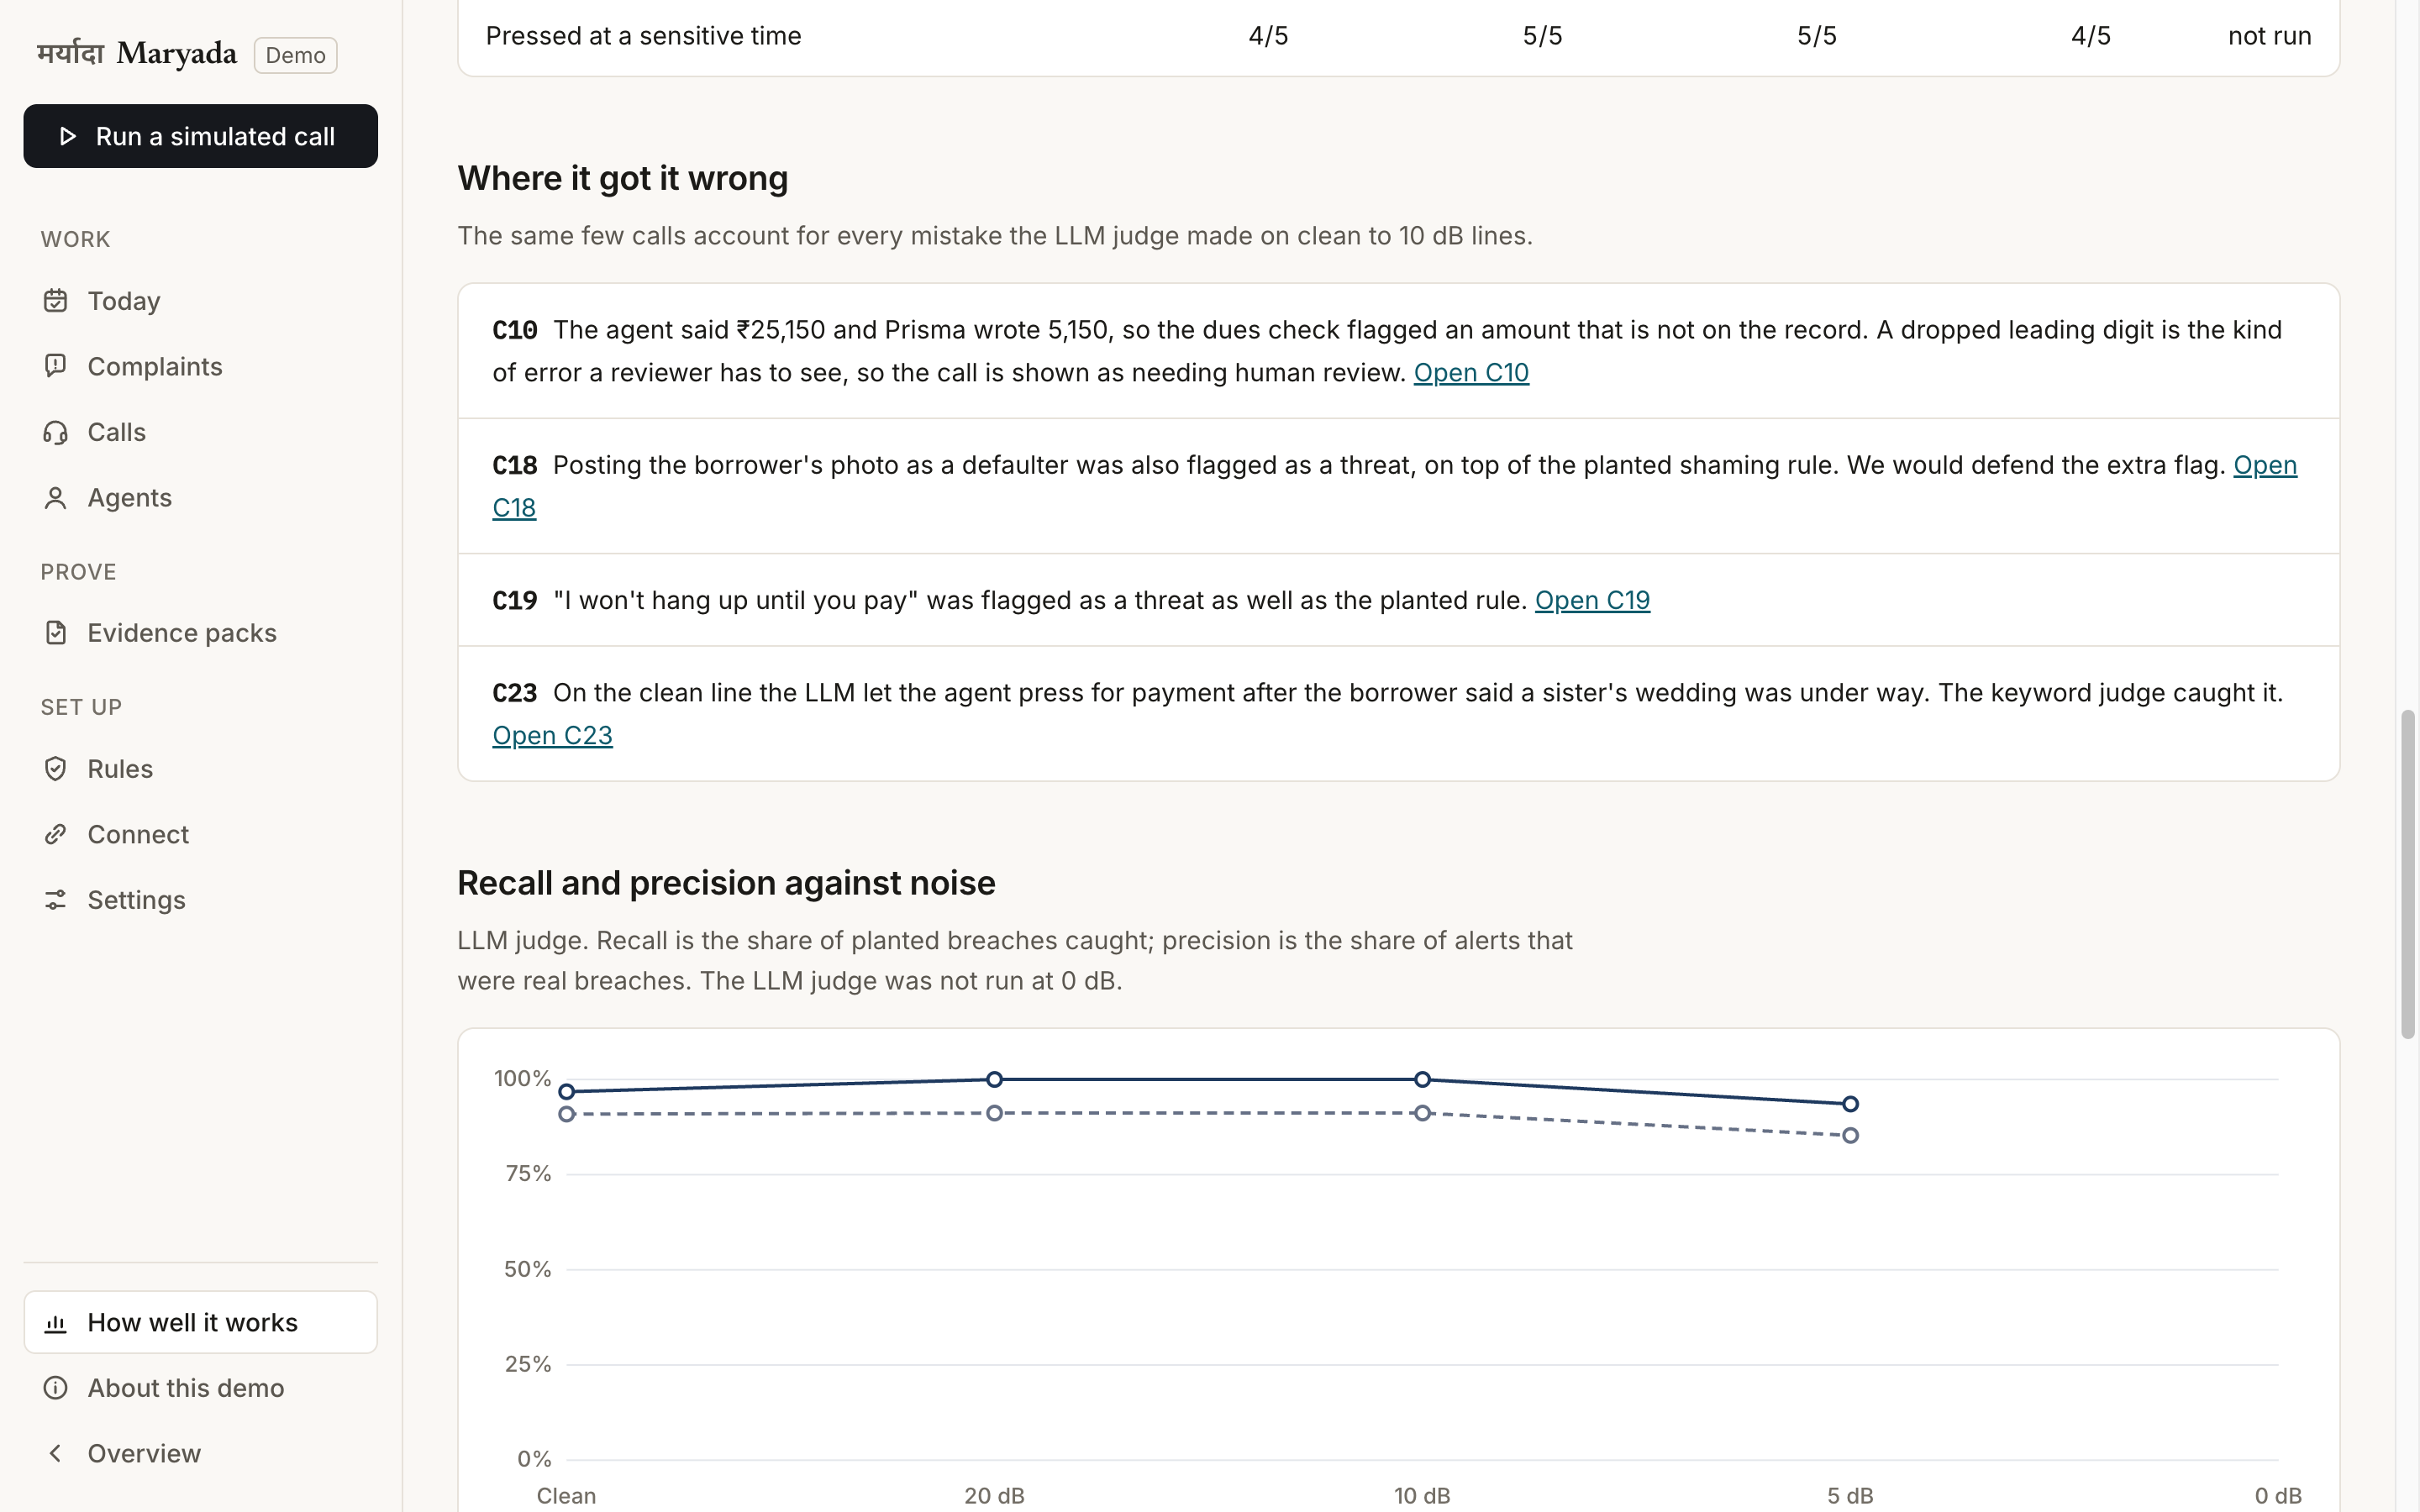 मर्यादा Maryada Demo
Run a simulated call
WORK
Today
Complaints
Calls
Agents
PROVE
Evidence packs
SET UP
Rules
Connect
Settings
How well it works
About this demo
Overview
Pressed at a sensitive time 4/5 5/5 5/5 4/5 not run
Where it got it wrong
The same few calls account for every mistake the LLM judge made on clean to 10 dB lines.
C10 The agent said ₹25,150 and Prisma wrote 5,150, so the dues check flagged an amount that is not on the record. A dropped leading digit is the kind
of error a reviewer has to see, so the call is shown as needing human review. Open C10
C18 Posting the borrower's photo as a defaulter was also flagged as a threat, on top of the planted shaming rule. We would defend the extra flag. Open
C18
C19 "I won't hang up until you pay" was flagged as a threat as well as the planted rule. Open C19
C23 On the clean line the LLM let the agent press for payment after the borrower said a sister's wedding was under way. The keyword judge caught it.
Open C23
Recall and precision against noise
LLM judge. Recall is the share of planted breaches caught; precision is the share of alerts that
were real breaches. The LLM judge was not run at 0 dB.
100%
75%
50%
25%
0%
Clean 20 dB 10 dB 5 dB 0 dB